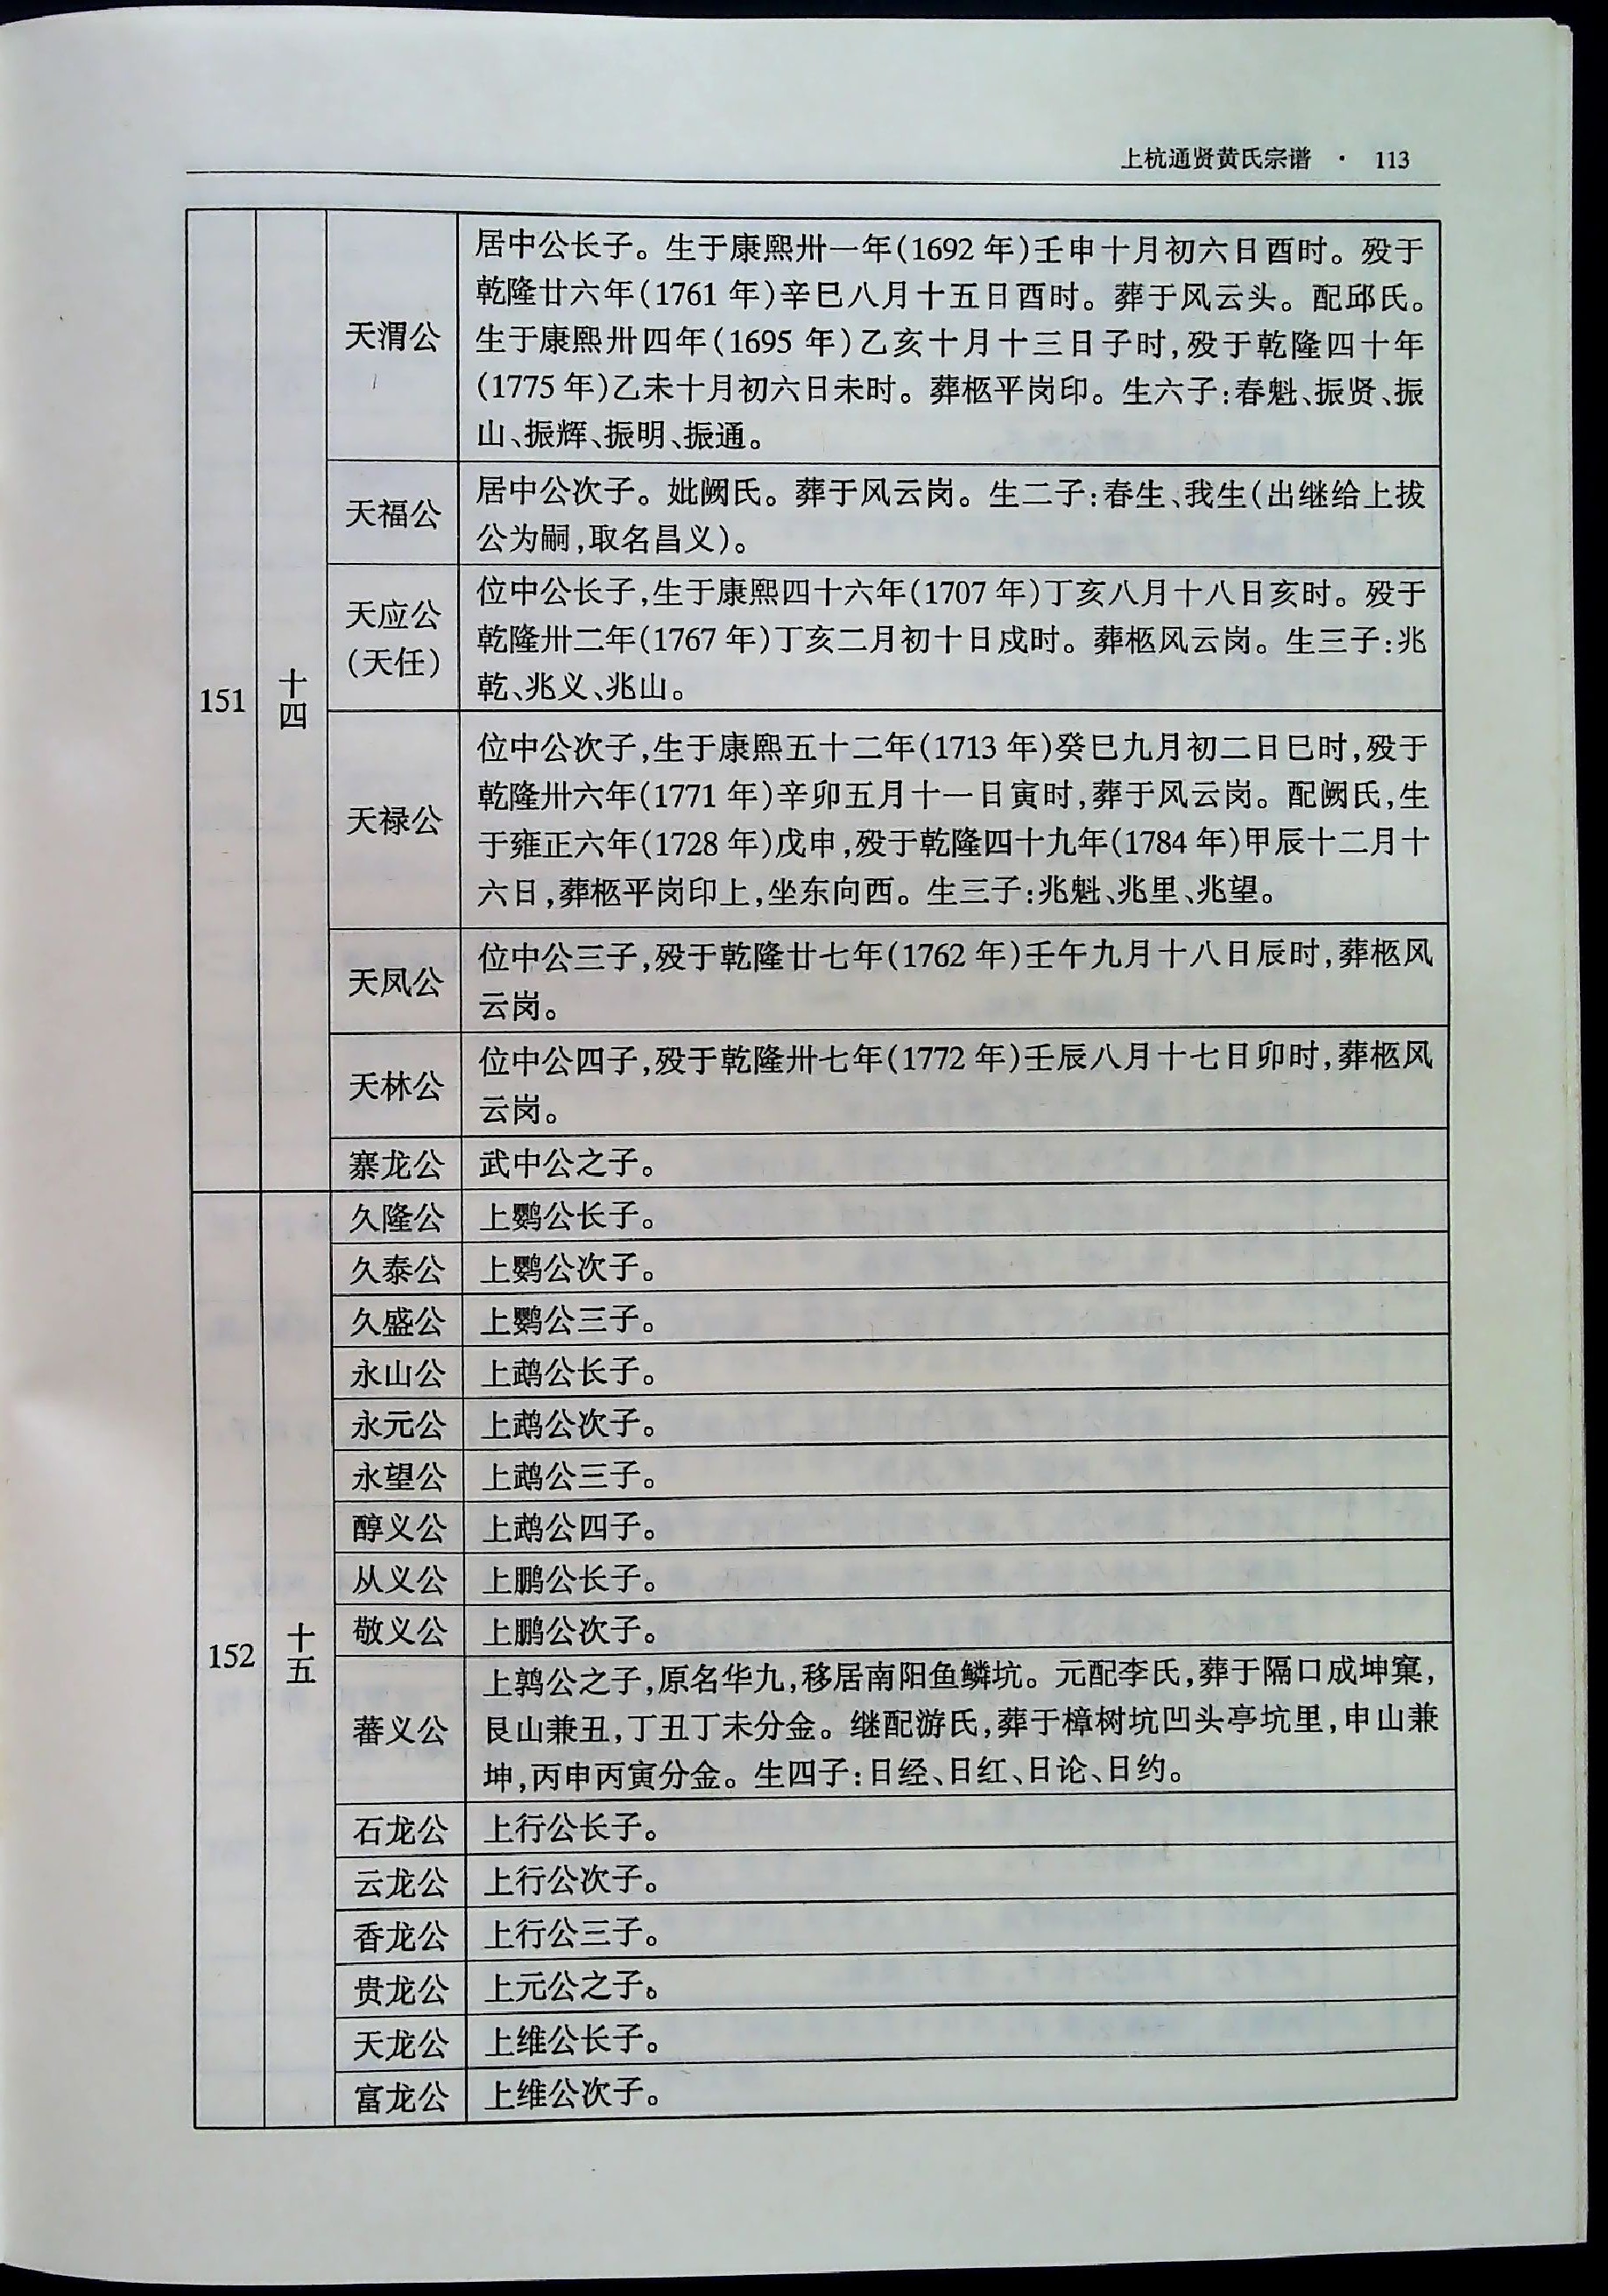 上杭通贤黄氏宗谱 · 113
151
十四
天渭公
居中公长子。生于康熙卅一年(1692 年)壬申十月初六日酉时。殁于
乾隆廿六年(1761 年)辛巳八月十五日酉时。葬于风云头。配邱氏。
生于康熙卅四年(1695 年)乙亥十月十三日子时,殁于乾隆四十年
(1775 年)乙未十月初六日未时。葬柩平岗印。生六子:春魁、振贤、振
山、振辉、振明、振通。
天福公
居中公次子。妣阙氏。葬于风云岗。生二子:春生、我生(出继给上拔
公为嗣,取名昌义)。
天应公
(天任)
位中公长子,生于康熙四十六年(1707 年)丁亥八月十八日亥时。殁于
乾隆卅二年(1767 年)丁亥二月初十日戍时。葬柩风云岗。生三子:兆
乾、兆义、兆山。
天禄公
位中公次子,生于康熙五十二年(1713 年)癸巳九月初二日巳时,殁于
乾隆卅六年(1771 年)辛卯五月十一日寅时,葬于风云岗。配阙氏,生
于雍正六年(1728 年)戊申,殁于乾隆四十九年(1784 年)甲辰十二月十
六日,葬柩平岗印上,坐东向西。生三子:兆魁、兆里、兆望。
天凤公
位中公三子,殁于乾隆廿七年(1762 年)壬午九月十八日辰时,葬柩风
云岗。
天林公
位中公四子,殁于乾隆卅七年(1772 年)壬辰八月十七日卯时,葬柩风
云岗。
寨龙公
武中公之子。
152
十五
久隆公
上鹦公长子。
久泰公
上鹦公次子。
久盛公
上鹦公三子。
永山公
上鹉公长子。
永元公
上鹉公次子。
永望公
上鹉公三子。
醇义公
上鹉公四子。
从义公
上鹏公长子。
敬义公
上鹏公次子。
蕃义公
上鹑公之子,原名华九,移居南阳鱼鳞坑。元配李氏,葬于隔口成坤窠,
艮山兼丑,丁丑丁未分金。继配游氏,葬于樟树坑凹头亭坑里,申山兼
坤,丙申丙寅分金。生四子:日经、日红、日论、日约。
石龙公
上行公长子。
云龙公
上行公次子。
香龙公
上行公三子。
贵龙公
上元公之子。
天龙公
上维公长子。
富龙公
上维公次子。